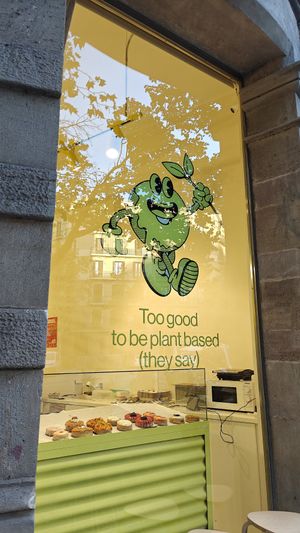 Too good
to be plant based
(they say)